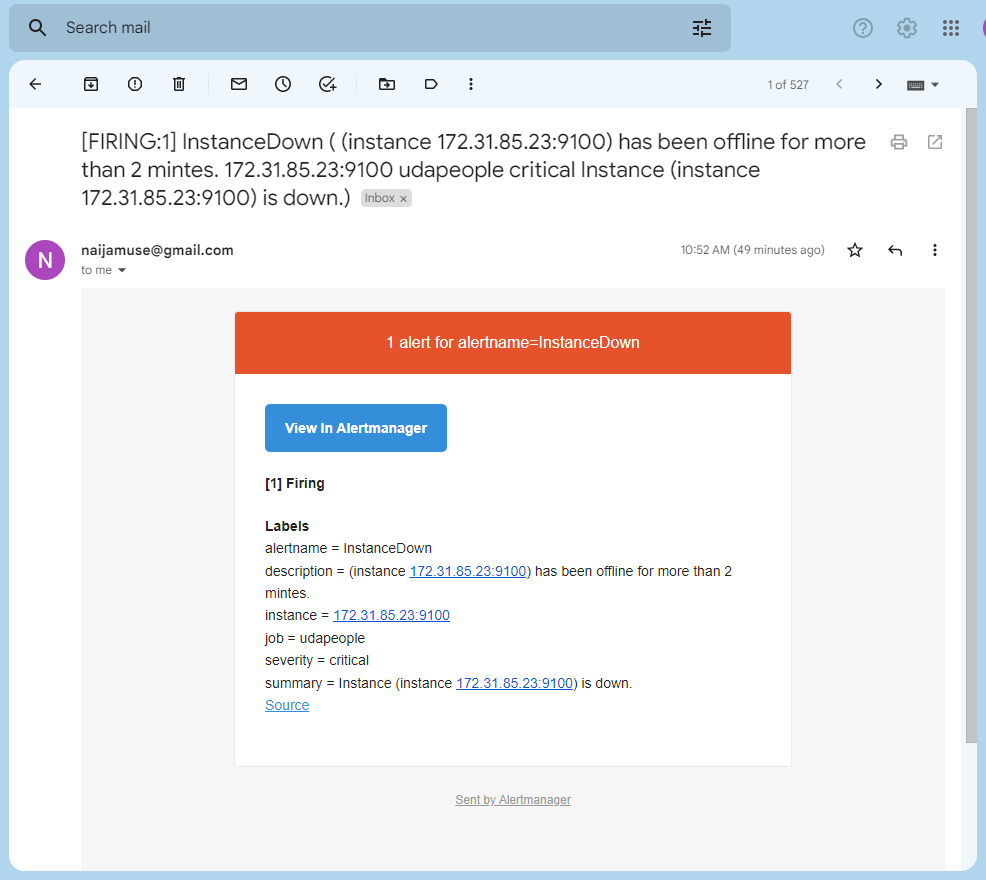 Search mail
1 of 527
[FIRING:1] InstanceDown ( (instance 172.31.85.23:9100) has been offline for more
than 2 mintes. 172.31.85.23:9100 udapeople critical Instance (instance
172.31.85.23:9100) is down.) Inbox ×
N
naijamuse@gmail.com
10:52 AM (49 minutes ago)
to me
1 alert for alertname=InstanceDown
View In Alertmanager
[1] Firing
Labels
alertname = InstanceDown
description = (instance 172.31.85.23:9100) has been offline for more than 2
mintes.
instance = 172.31.85.23:9100
job = udapeople
severity = critical
summary = Instance (instance 172.31.85.23:9100) is down.
Source
Sent by Alertmanager